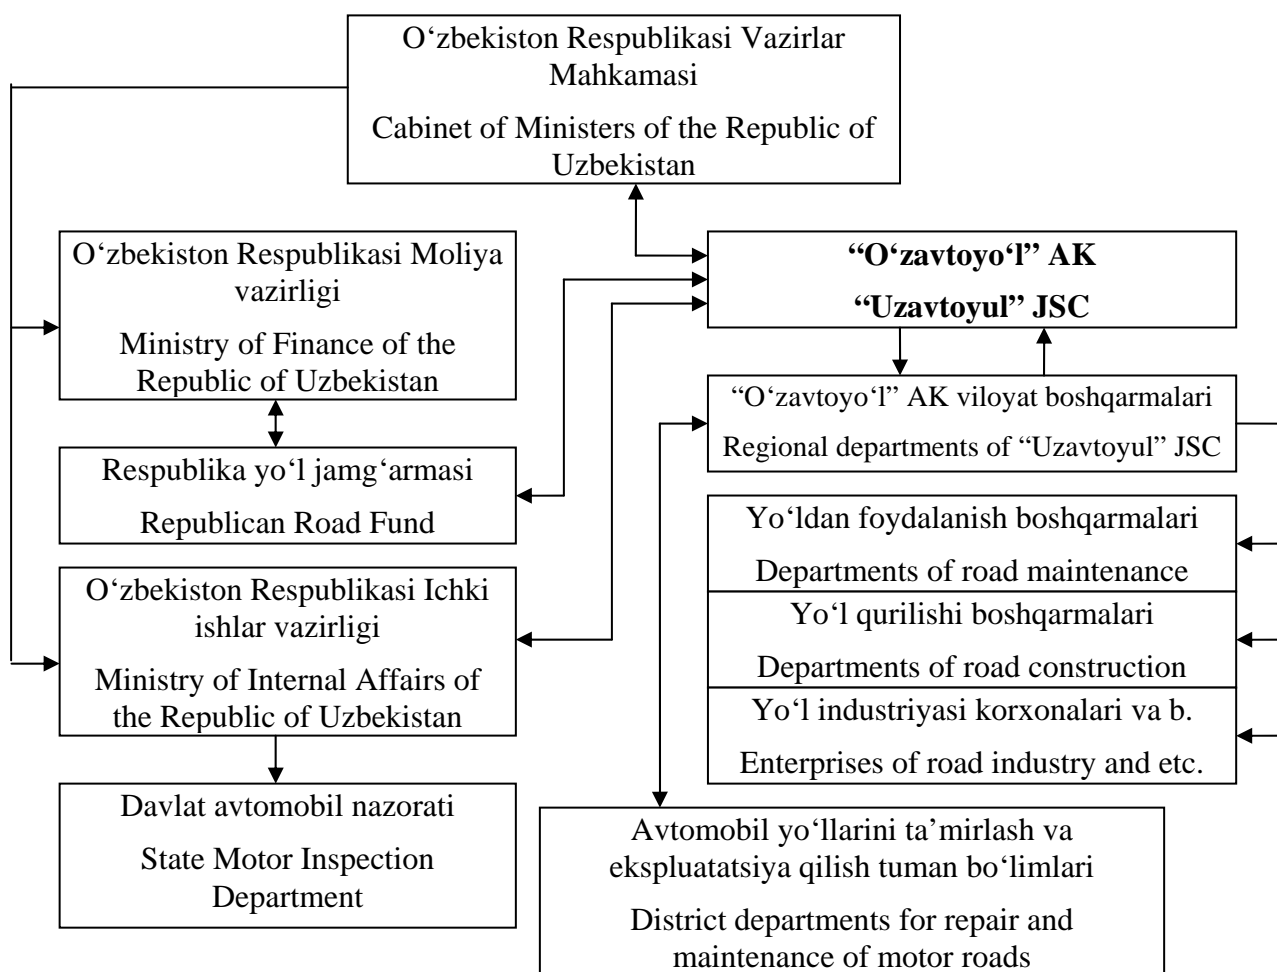 O‘zbekiston Respublikasi Vazirlar
Mahkamasi
Cabinet of Ministers of the Republic of
Uzbekistan
O‘zbekiston Respublikasi Moliya
vazirligi
Ministry of Finance of the
Republic of Uzbekistan
“O‘zavtoyo‘l” AK
“Uzavtoyul” JSC
“O‘zavtoyo‘l” AK viloyat boshqarmalari
Regional departments of “Uzavtoyul” JSC
Respublika yo‘l jamg‘armasi
Republican Road Fund
Yo‘ldan foydalanish boshqarmalari
Departments of road maintenance
O‘zbekiston Respublikasi Ichki
ishlar vazirligi
Ministry of Internal Affairs of
the Republic of Uzbekistan
Yo‘l qurilishi boshqarmalari
Departments of road construction
Yo‘l industriyasi korxonalari va b.
Enterprises of road industry and etc.
Davlat avtomobil nazorati
State Motor Inspection
Department
Avtomobil yo‘llarini ta’mirlash va
ekspluatatsiya qilish tuman bo‘limlari
District departments for repair and
maintenance of motor roads